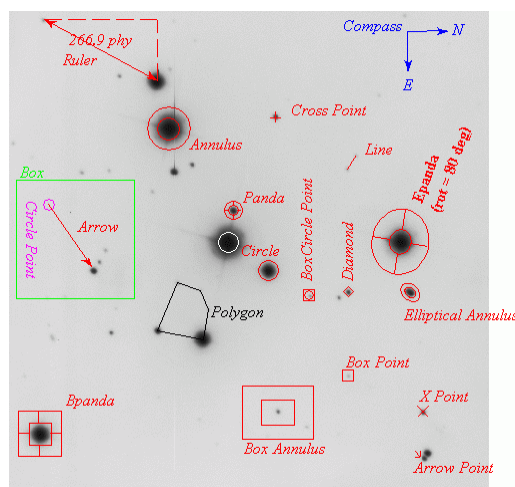 Compass
N
E
266.9 phy
Ruler
Cross Point
Annulus
Line
Epanda
(rot = 80 deg)
Box
Panda
BoxCircle Point
Circle Point
Arrow
Circle
Diamond
Polygon
Elliptical Annulus
Box Point
Bpanda
X Point
Box Annulus
Arrow Point